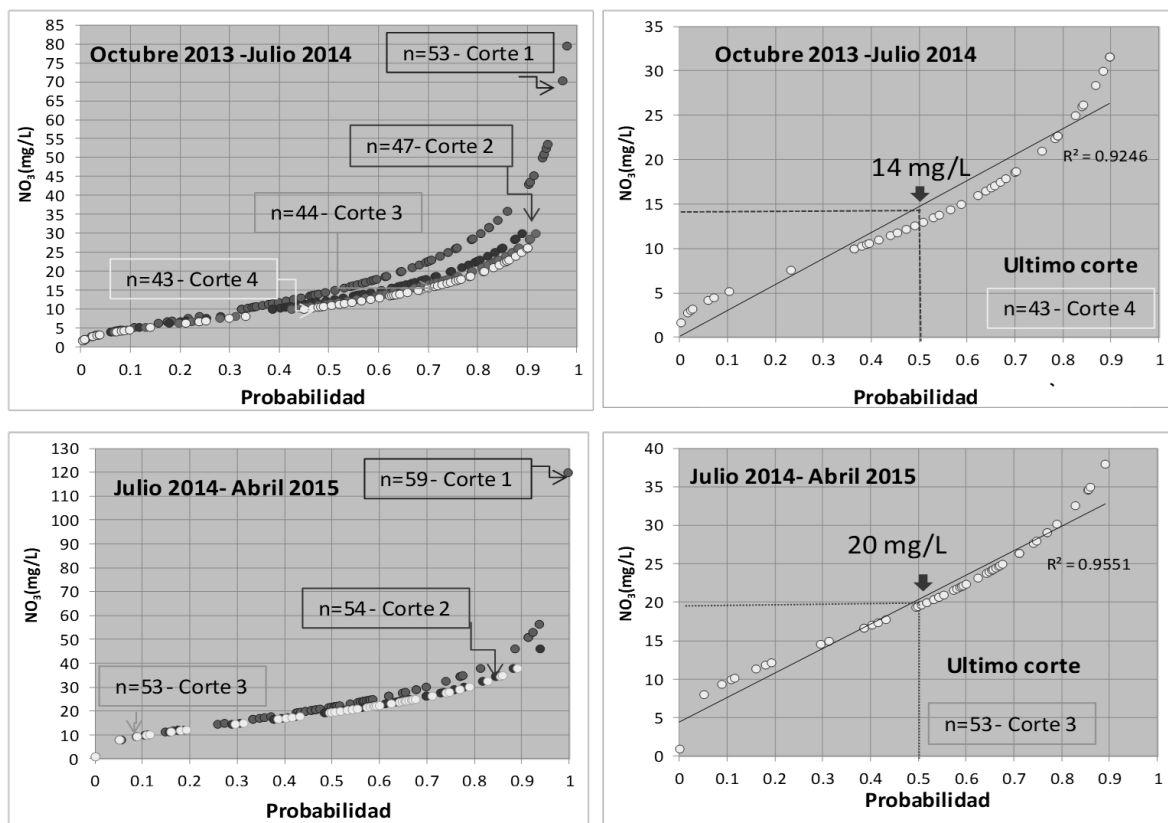 Octubre 2013 -Julio 2014
n=53- Corte 1
n=47- Corte 2
n=44- Corte 3
n=43- Corte 4
NO3(mg/L)
85
80
75
70
65
60
55
50
45
40
35
30
25
20
15
10
5
0
0 0.1 0.2 0.3 0.4 0.5 0.6 0.7 0.8 0.9 1
Probabilidad
Octubre 2013 -Julio 2014
14 mg/L
R² = 0.9246
Ultimo corte
n=43- Corte 4
NO3(mg/L)
35
30
25
20
15
10
5
0
0 0.1 0.2 0.3 0.4 0.5 0.6 0.7 0.8 0.9 1
Probabilidad
Julio 2014- Abril 2015
n=59- Corte 1
n=54- Corte 2
n=53- Corte 3
NO3(mg/L)
130
120
110
100
90
80
70
60
50
40
30
20
10
0
0 0.1 0.2 0.3 0.4 0.5 0.6 0.7 0.8 0.9 1
Probabilidad
Julio 2014- Abril 2015
20 mg/L
R² = 0.9551
Ultimo corte
n=53- Corte 3
NO3(mg/L)
40
35
30
25
20
15
10
5
0
0 0.1 0.2 0.3 0.4 0.5 0.6 0.7 0.8 0.9 1
Probabilidad